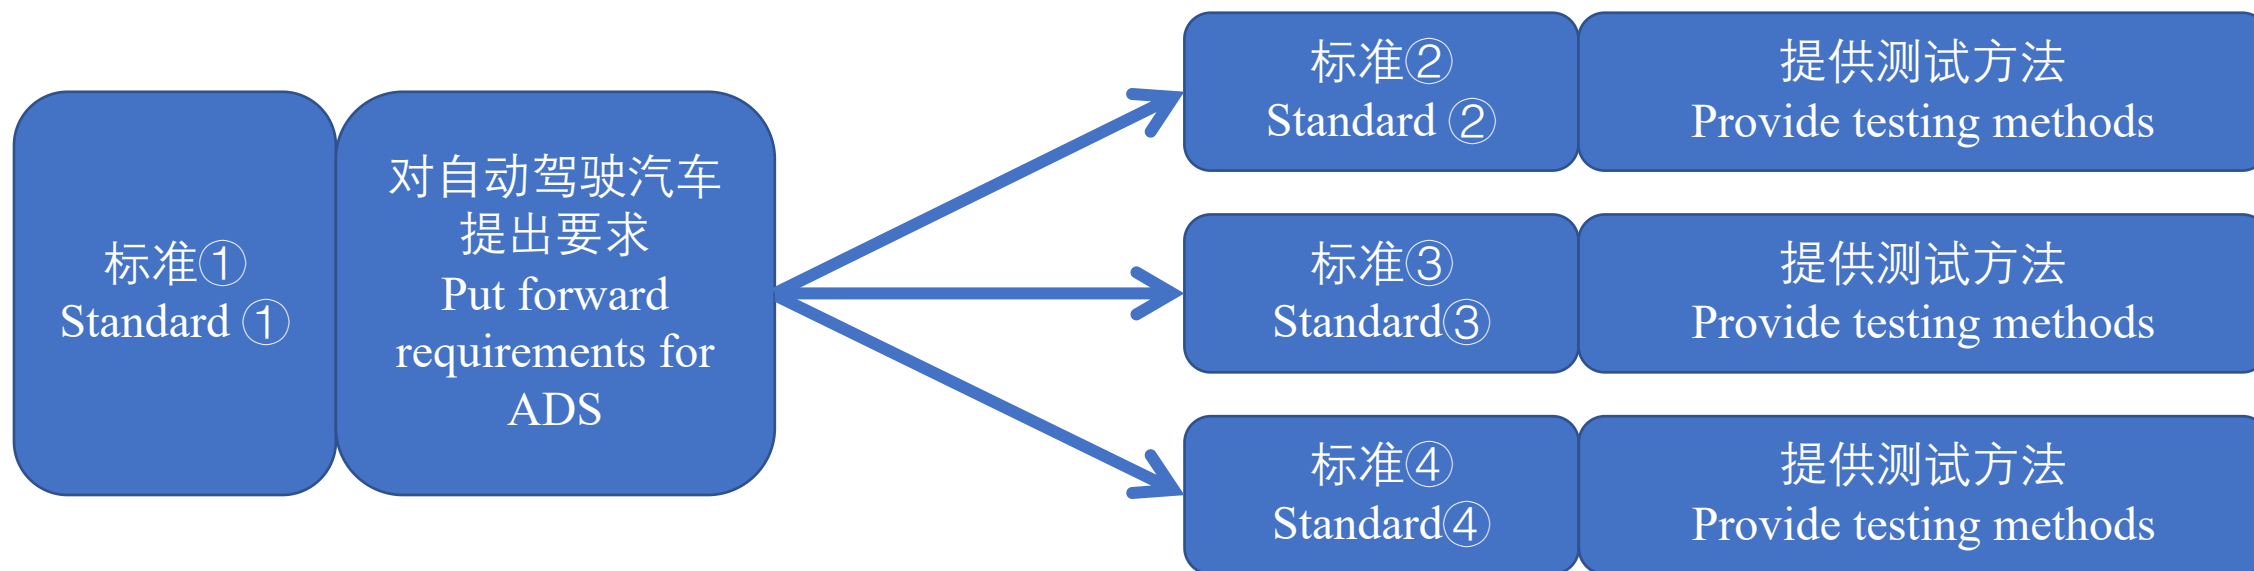 标准①
Standard ①
对自动驾驶汽车
提出要求
Put forward
requirements for
ADS
标准②
Standard ②
提供测试方法
Provide testing methods
标准③
Standard③
提供测试方法
Provide testing methods
标准④
Standard④
提供测试方法
Provide testing methods